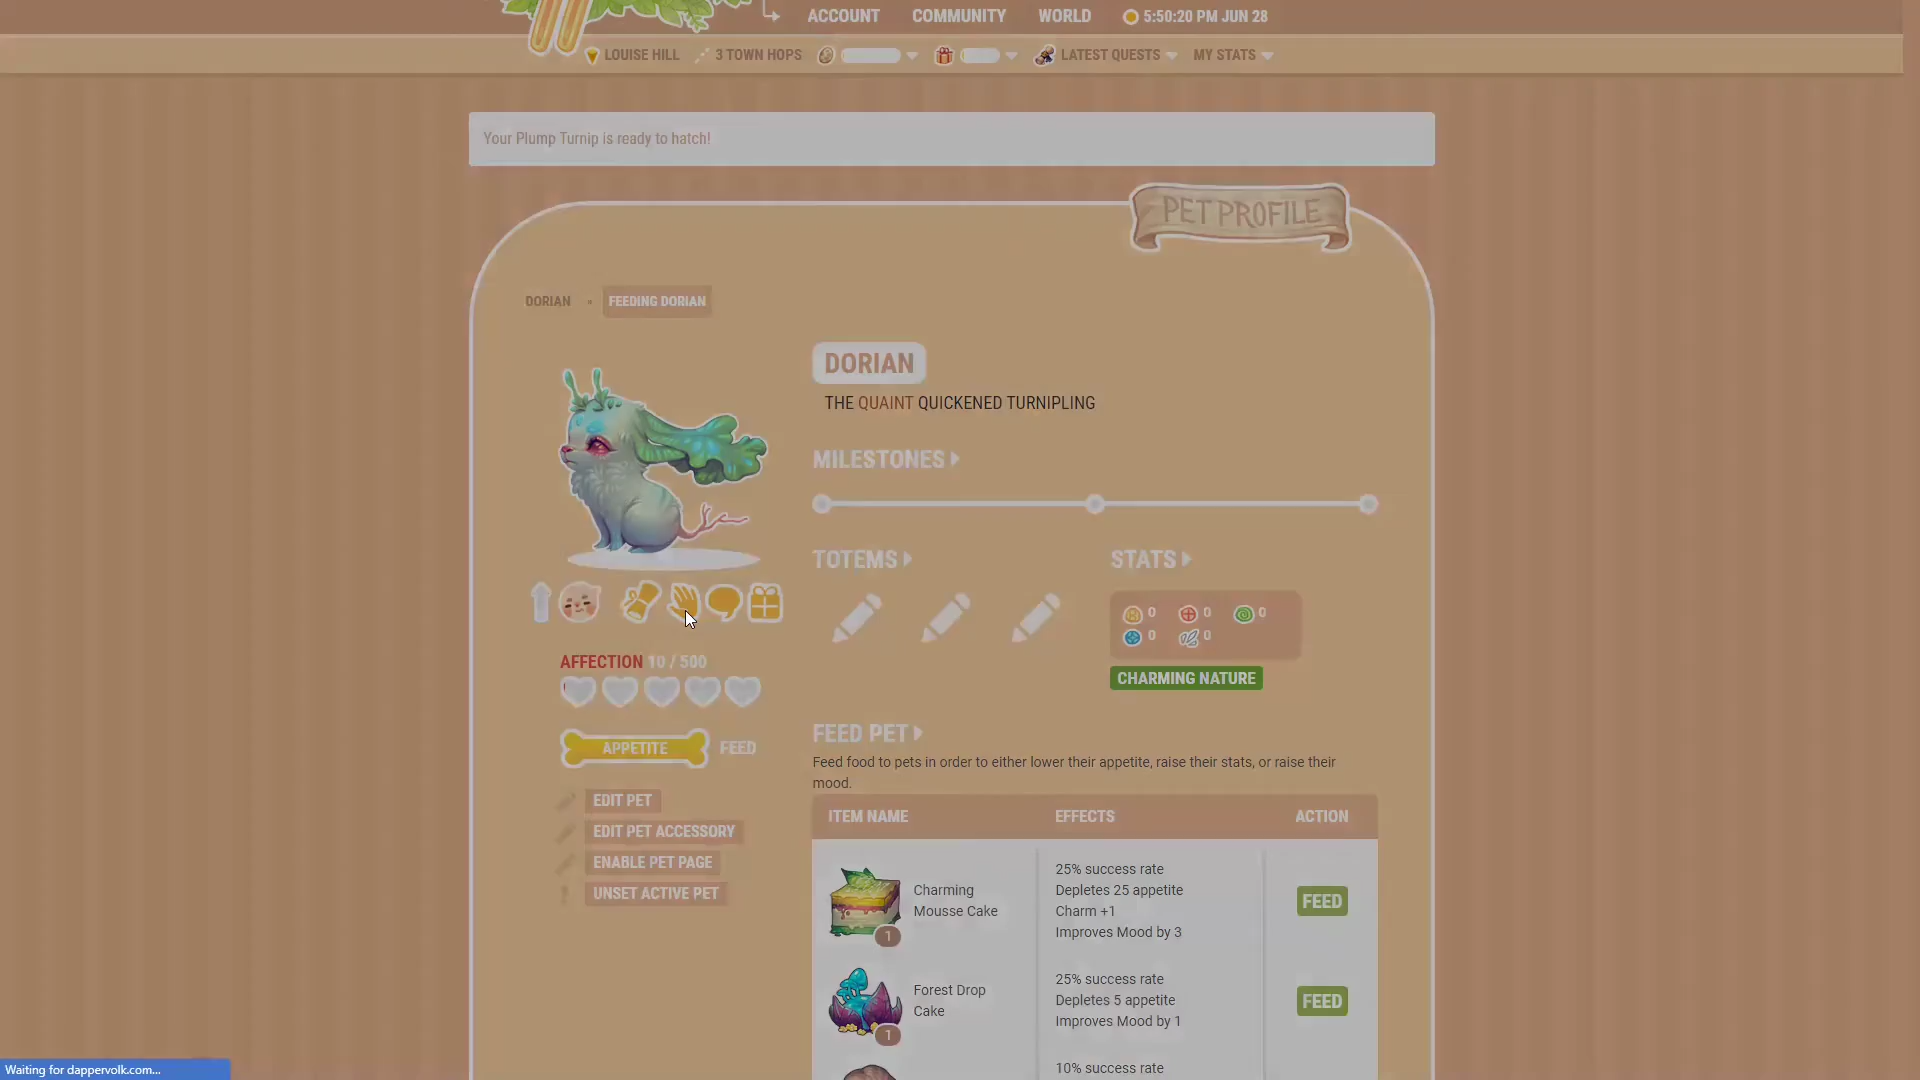 ACCOUNT COMMUNITY WORLD 5:50:20 PM JUN 28
LOUISE HILL 3 TOWN HOPS LATEST QUESTS MY STATS
Your Plump Turnip is ready to hatch!
PET PROFILE
DORIAN FEEDING DORIAN
DORIAN
THE QUAINT QUICKENED TURNIPLING
MILESTONES
TOTEMS
STATS
0 0 0
0 0
CHARMING NATURE
AFFECTION 10 / 500
APPETITE FEED
EDIT PET
EDIT PET ACCESSORY
ENABLE PET PAGE
UNSET ACTIVE PET
FEED PET
Feed food to pets in order to either lower their appetite, raise their stats, or raise their
mood.
ITEM NAME EFFECTS ACTION
Charming
Mousse Cake
1
25% success rate
Depletes 25 appetite
Charm +1
Improves Mood by 3
FEED
Forest Drop
Cake
1
25% success rate
Depletes 5 appetite
Improves Mood by 1
FEED
10% success rate
Waiting for dappervolk.com...